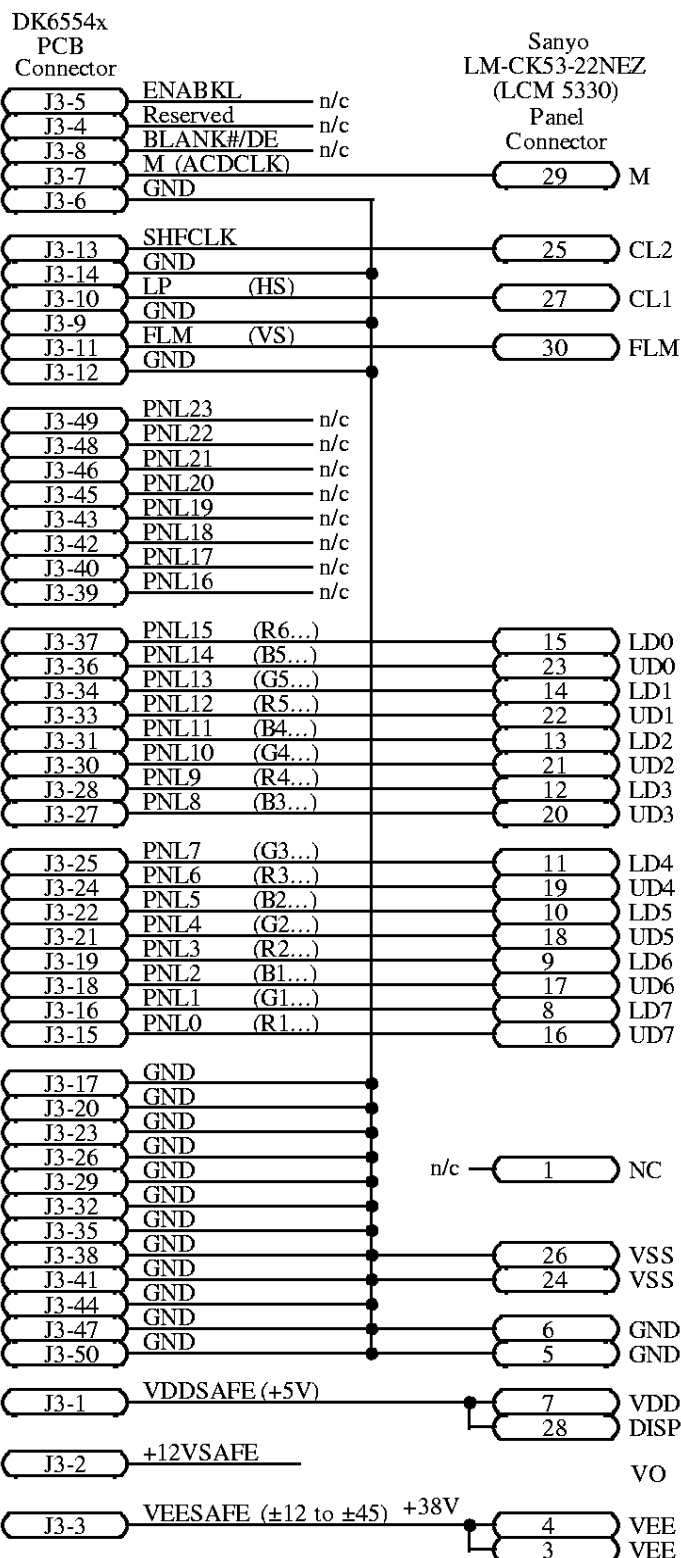 DK6554x
PCB
Connector
Sanyo
LM-CK53-22NEZ
(LCM 5330)
Panel
Connector
J3-5 ENABKL n/c
J3-4 Reserved n/c
J3-8 BLANK#/DE n/c
J3-7 M (ACDCLK) 29 M
J3-6 GND
J3-13 SHFCLK 25 CL2
J3-14 GND
J3-10 LP (HS) 27 CL1
J3-9 GND
J3-11 FLM (VS) 30 FLM
J3-12 GND
J3-49 PNL23 n/c
J3-48 PNL22 n/c
J3-46 PNL21 n/c
J3-45 PNL20 n/c
J3-43 PNL19 n/c
J3-42 PNL18 n/c
J3-40 PNL17 n/c
J3-39 PNL16 n/c
J3-37 PNL15 (R6...) 15 LD0
J3-36 PNL14 (B5...) 23 UD0
J3-34 PNL13 (G5...) 14 LD1
J3-33 PNL12 (R5...) 22 UD1
J3-31 PNL11 (B4...) 13 LD2
J3-30 PNL10 (G4...) 21 UD2
J3-28 PNL9 (R4...) 12 LD3
J3-27 PNL8 (B3...) 20 UD3
J3-25 PNL7 (G3...) 11 LD4
J3-24 PNL6 (R3...) 19 UD4
J3-22 PNL5 (B2...) 10 LD5
J3-21 PNL4 (G2...) 18 UD5
J3-19 PNL3 (R2...) 9 LD6
J3-18 PNL2 (B1...) 17 UD6
J3-16 PNL1 (G1...) 8 LD7
J3-15 PNL0 (R1...) 16 UD7
J3-17 GND
J3-20 GND
J3-23 GND
J3-26 GND
J3-29 GND n/c 1 NC
J3-32 GND
J3-35 GND
J3-38 GND 26 VSS
J3-41 GND 24 VSS
J3-44 GND
J3-47 GND 6 GND
J3-50 GND 5 GND
J3-1 VDDSAFE (+5V) 7 VDD
28 DISP
J3-2 +12VSAFE VO
J3-3 VEESAFE (±12 to ±45) +38V 4 VEE
3 VEE